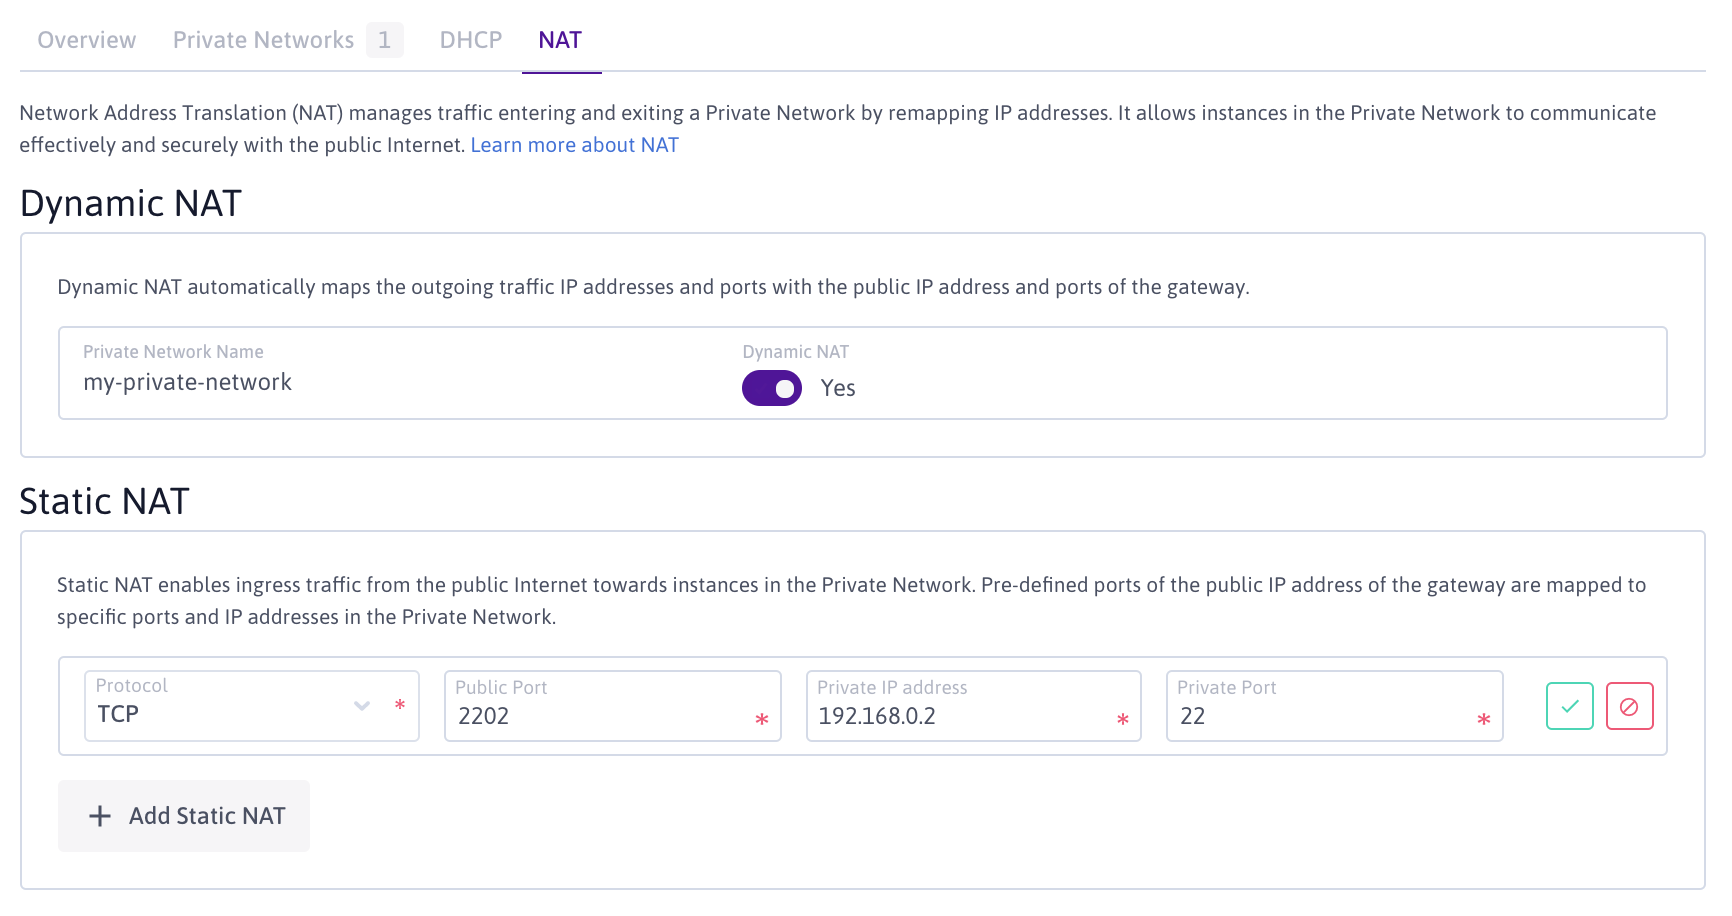 Overview Private Networks 1 DHCP NAT
Network Address Translation (NAT) manages traffic entering and exiting a Private Network by remapping IP addresses. It allows instances in the Private Network to communicate
effectively and securely with the public Internet. Learn more about NAT
Dynamic NAT
Dynamic NAT automatically maps the outgoing traffic IP addresses and ports with the public IP address and ports of the gateway.
Private Network Name Dynamic NAT
my-private-network Yes
Static NAT
Static NAT enables ingress traffic from the public Internet towards instances in the Private Network. Pre-defined ports of the public IP address of the gateway are mapped to
specific ports and IP addresses in the Private Network.
Protocol Public Port Private IP address Private Port
TCP * 2202 * 192.168.0.2 * 22 *
+ Add Static NAT